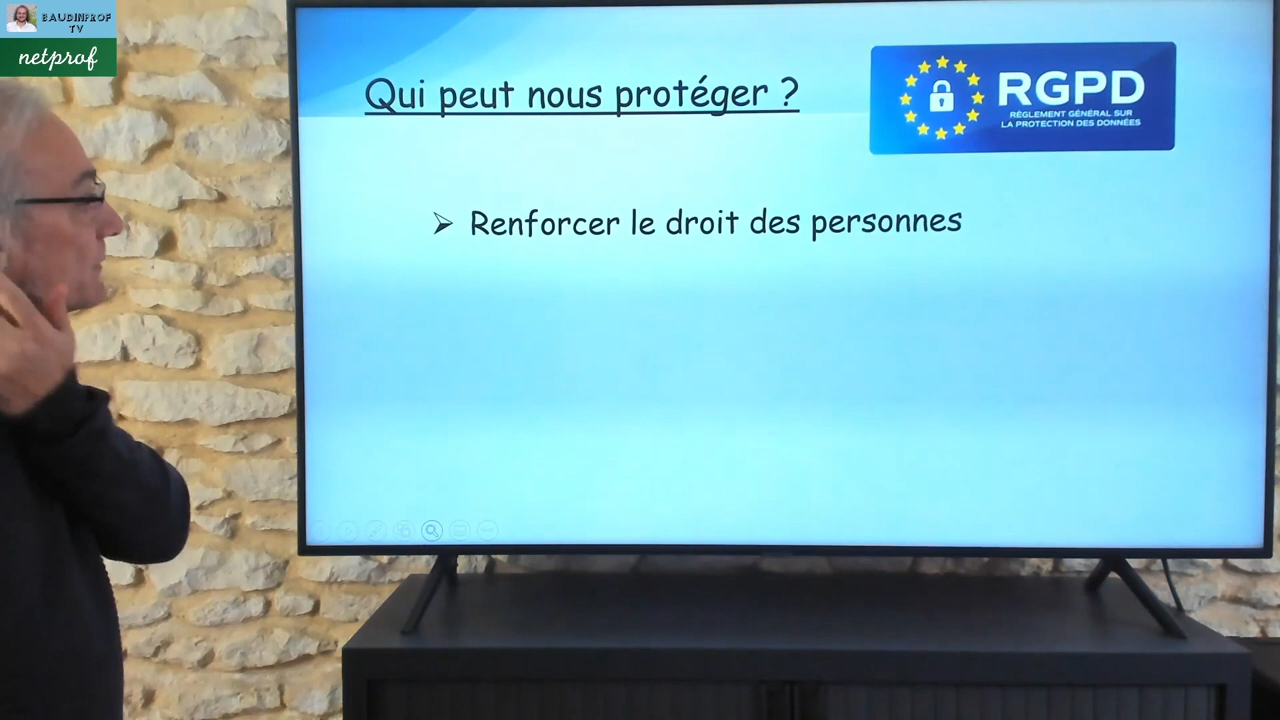 BAUDINPROF
TV
netprof
Qui peut nous protéger ?
RGPD
RÈGLEMENT GÉNÉRAL SUR
LA PROTECTION DES DONNÉES
➢ Renforcer le droit des personnes